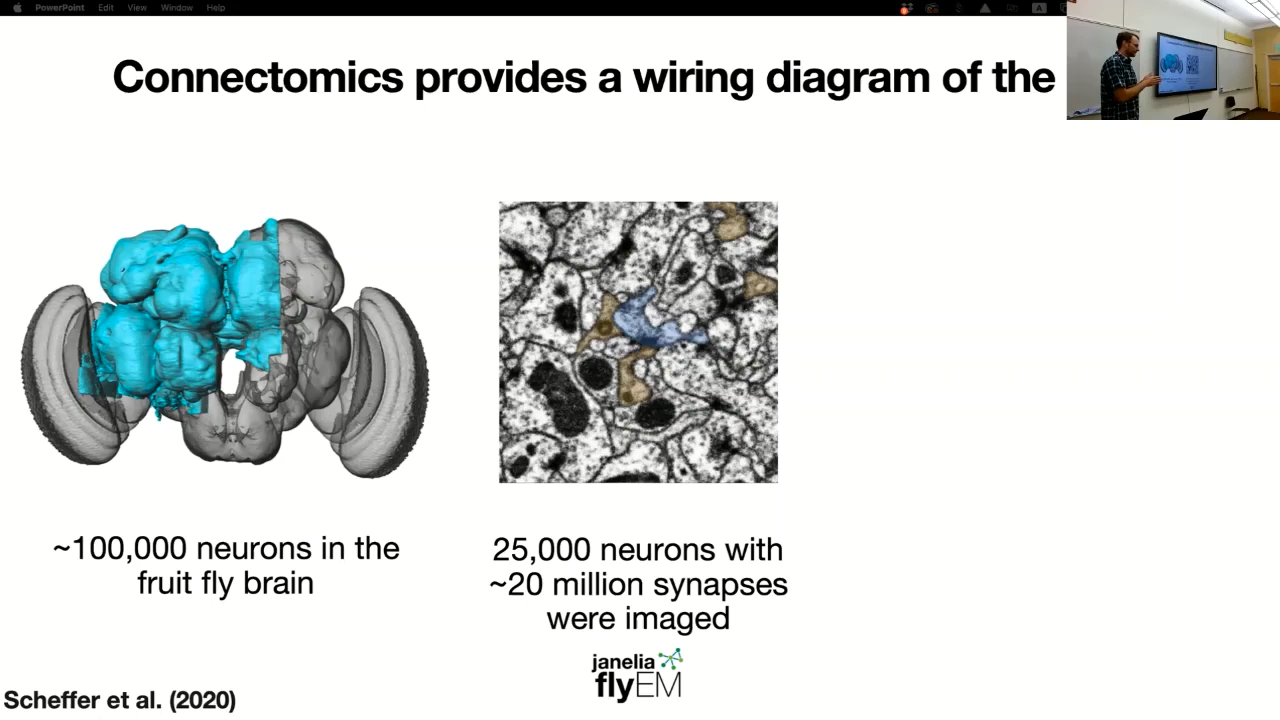 PowerPoint Edit View Window Help
A
Connectomics provides a wiring diagram of the
~100,000 neurons in the
fruit fly brain
25,000 neurons with
~20 million synapses
were imaged
janelia
flyEM
Scheffer et al. (2020)